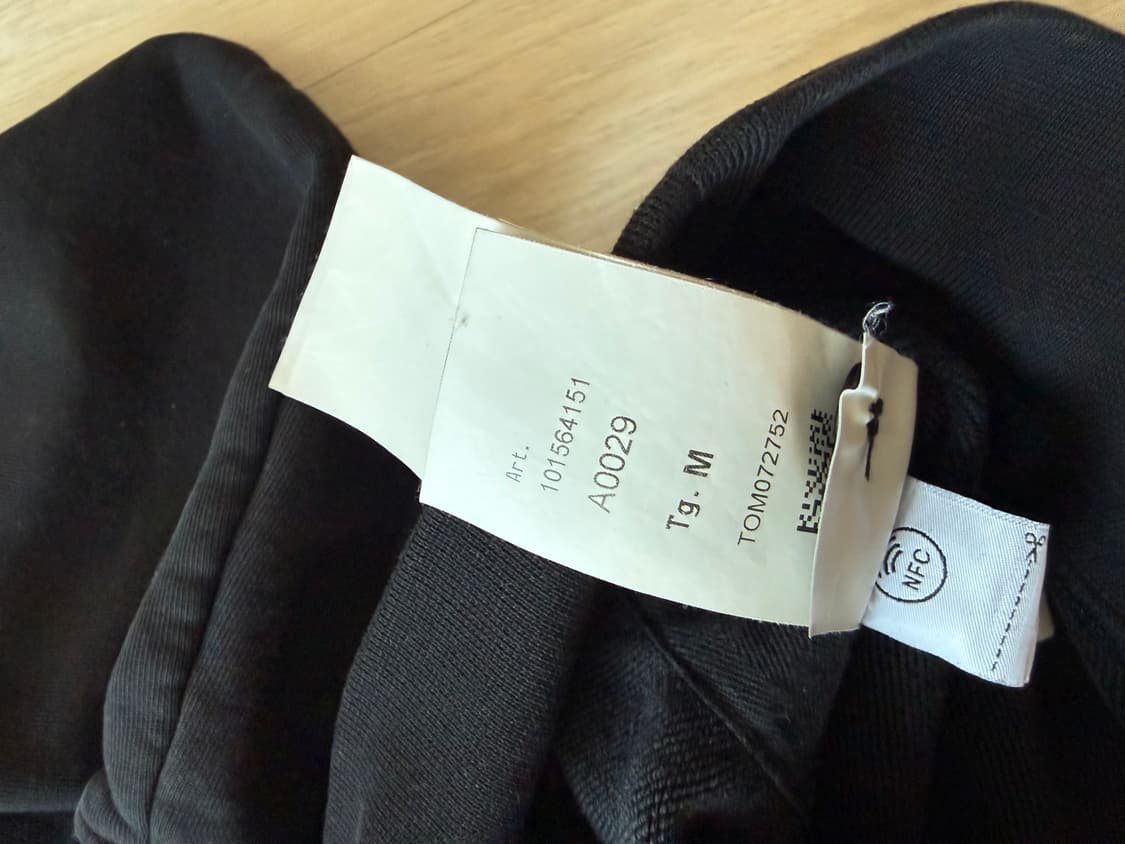 Art.
101564151
A0029
Tg. M
TOM072752
NFC